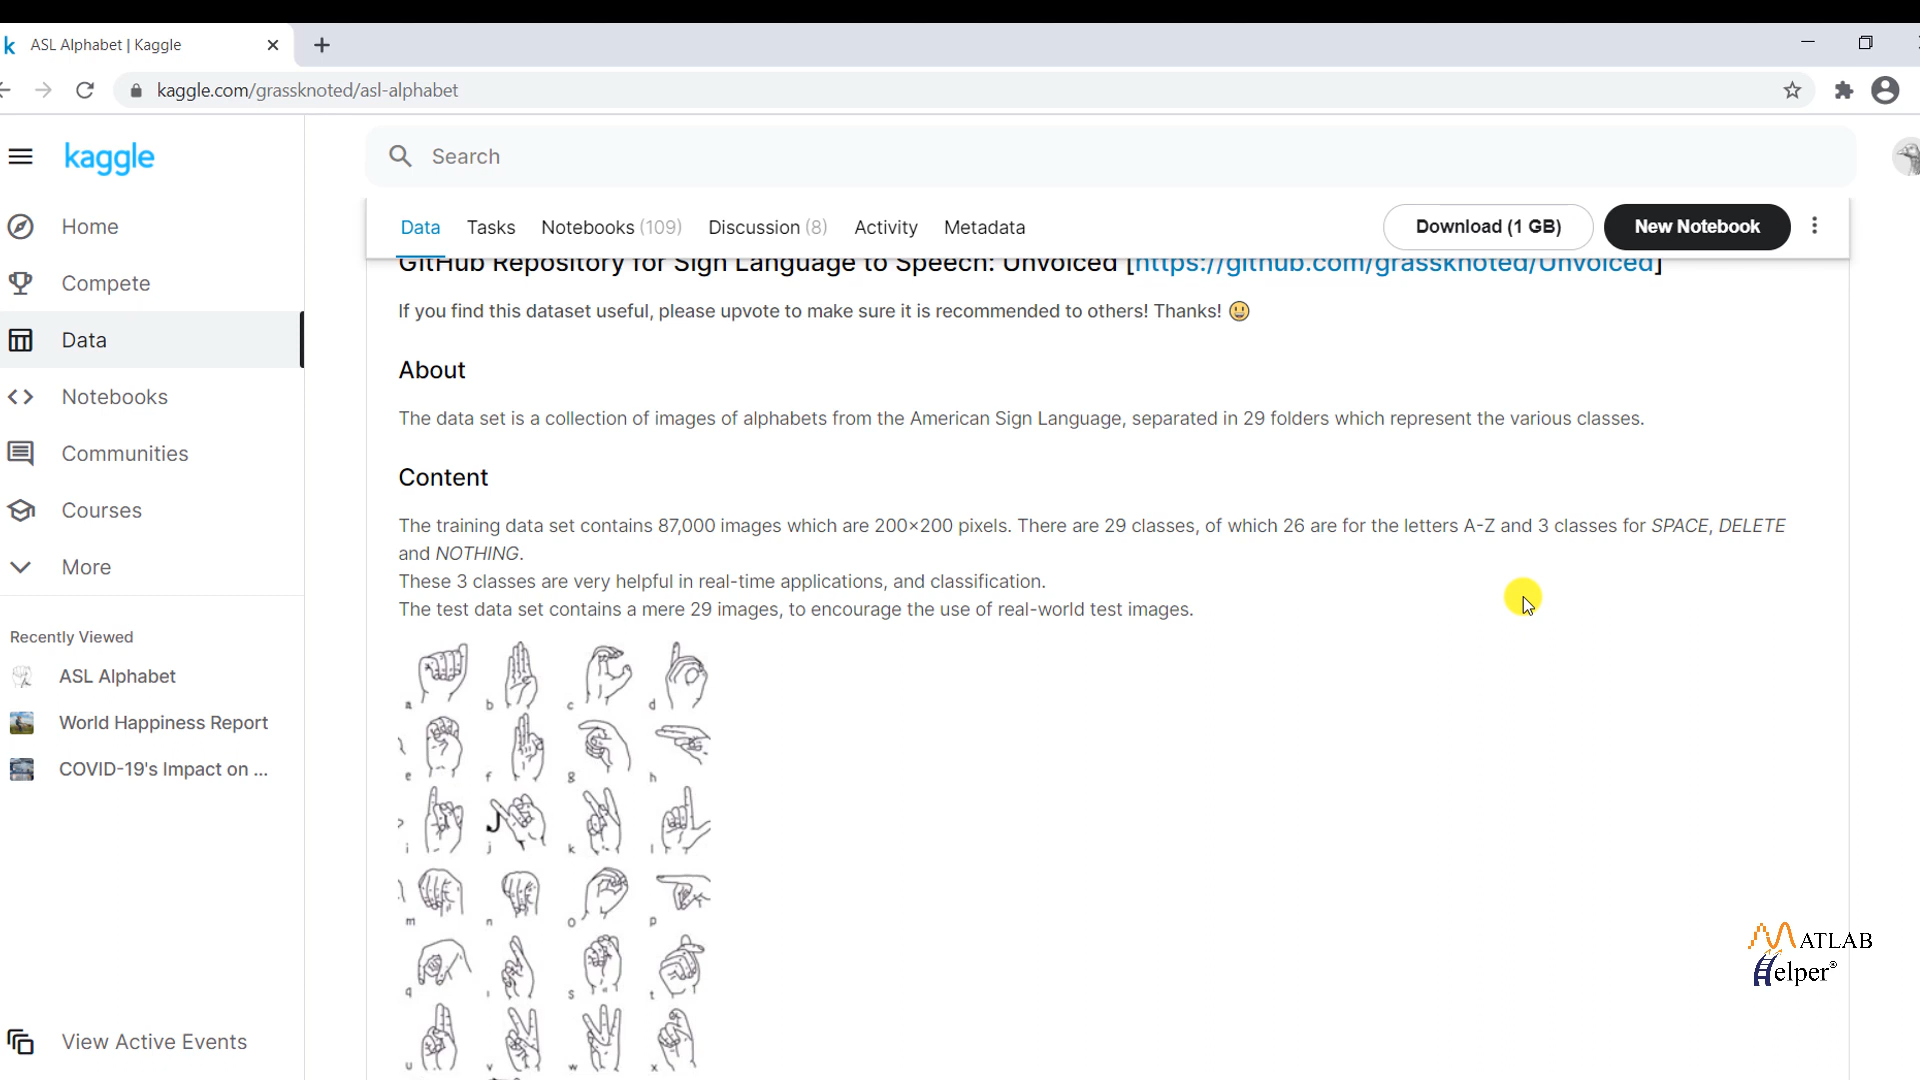 ASL Alphabet | Kaggle
kaggle.com/grassknoted/asl-alphabet
kaggle
Search
Home
Compete
Data
Notebooks
Communities
Courses
More
Recently Viewed
ASL Alphabet
World Happiness Report
COVID-19's Impact on ...
View Active Events
Data Tasks Notebooks (109) Discussion (8) Activity Metadata
Download (1 GB) New Notebook
GitHub Repository for Sign Language to Speech: Unvoiced [https://github.com/grassknoted/Unvoiced]
If you find this dataset useful, please upvote to make sure it is recommended to others! Thanks! 😃
About
The data set is a collection of images of alphabets from the American Sign Language, separated in 29 folders which represent the various classes.
Content
The training data set contains 87,000 images which are 200×200 pixels. There are 29 classes, of which 26 are for the letters A-Z and 3 classes for SPACE, DELETE
and NOTHING.
These 3 classes are very helpful in real-time applications, and classification.
The test data set contains a mere 29 images, to encourage the use of real-world test images.
a b c d
e f g h
i J j k l
m n o p
q s t
u v w x
MATLAB
Helper®